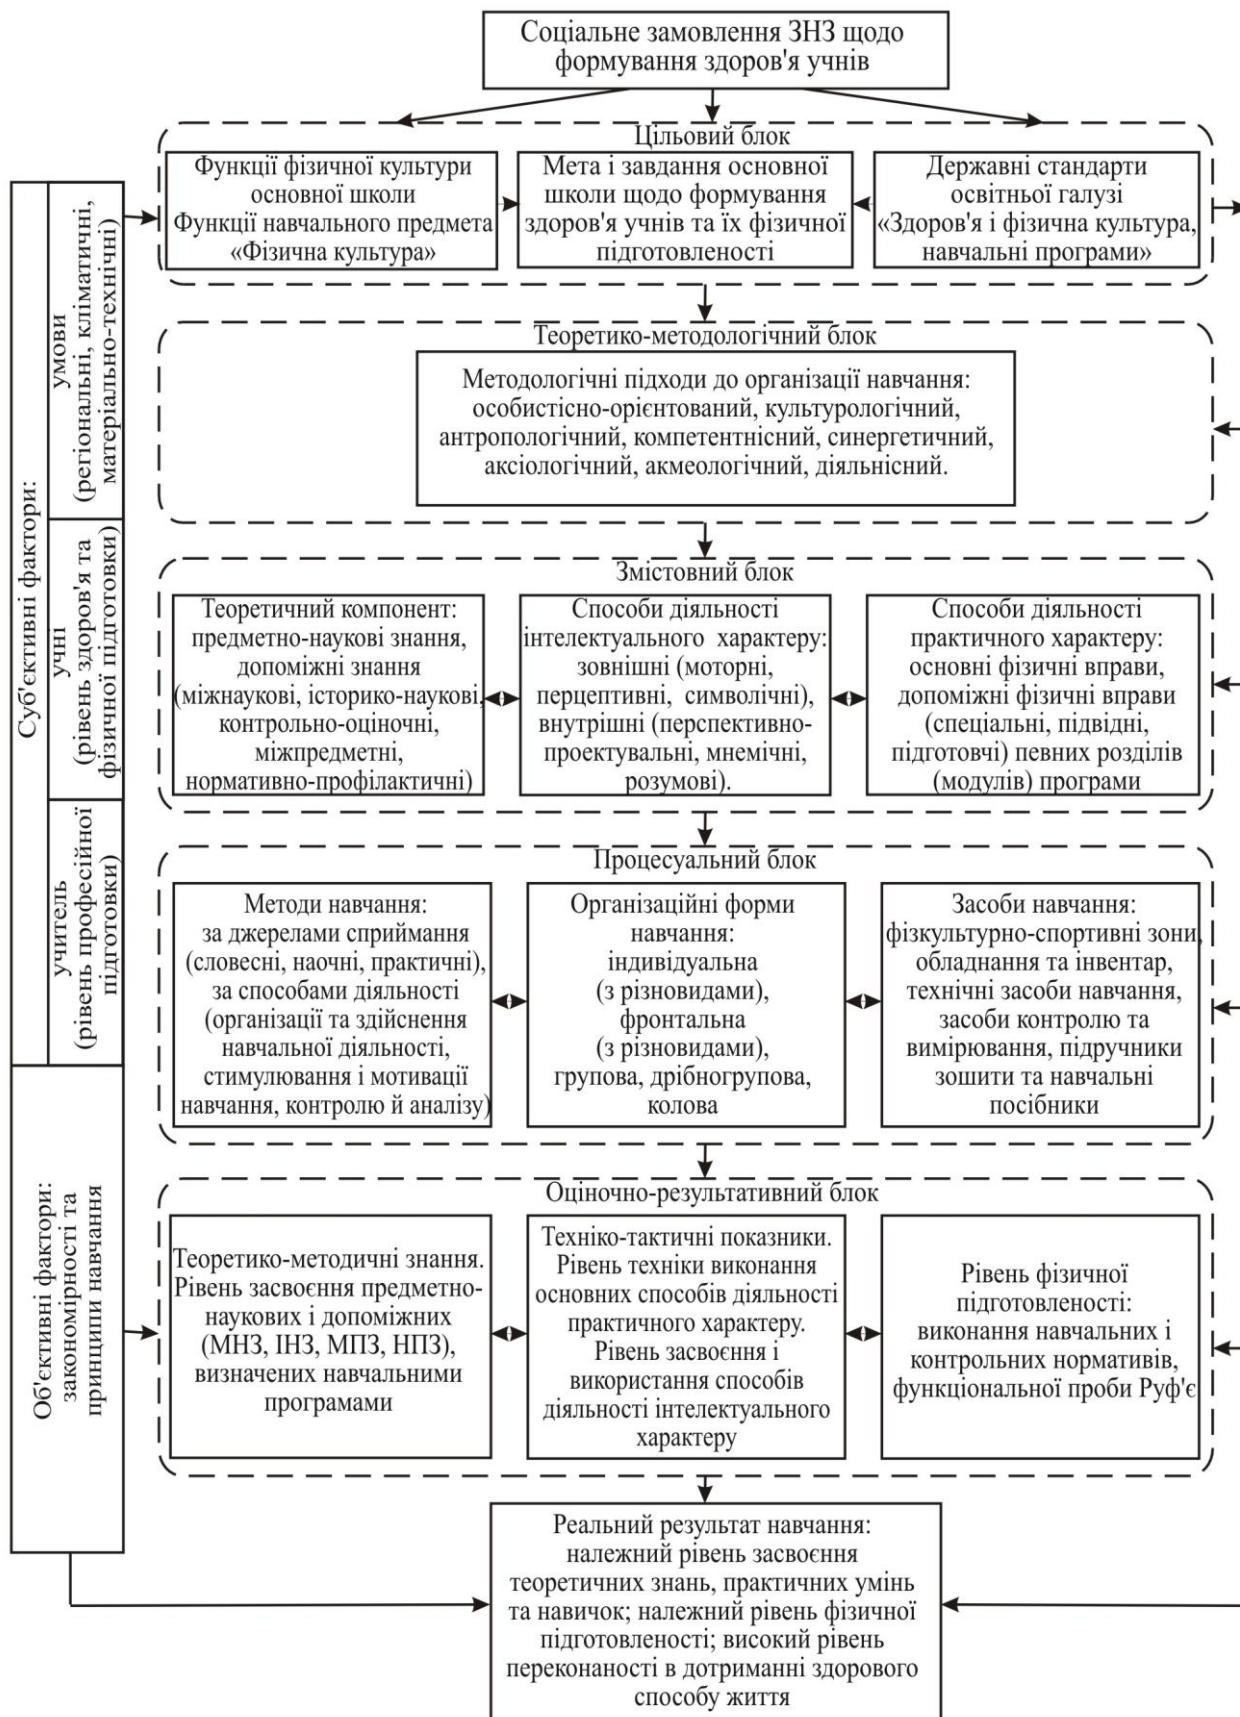 Соціальне замовлення ЗНЗ щодо
формування здоров'я учнів
Цільовий блок
Функції фізичної культури
основної школи
Функції навчального предмета
«Фізична культура»
Мета і завдання основної
школи щодо формування
здоров'я учнів та їх фізичної
підготовленості
Державні стандарти
освітньої галузі
«Здоров'я і фізична культура,
навчальні програми»
Теоретико-методологічний блок
Методологічні підходи до організації навчання:
особистісно-орієнтований, культурологічний,
антропологічний, компетентнісний, синергетичний,
аксіологічний, акмеологічний, діяльнісний.
Змістовний блок
Теоретичний компонент:
предметно-наукові знання,
допоміжні знання
(міжнаукові, історико-наукові,
контрольно-оціночні,
міжпредметні,
нормативно-профілактичні)
Способи діяльності
інтелектуального характеру:
зовнішні (моторні,
перцептивні, символічні),
внутрішні (перспективно-
проектувальні, мнемічні,
розумові).
Способи діяльності
практичного характеру:
основні фізичні вправи,
допоміжні фізичні вправи
(спеціальні, підвідні,
підготовчі) певних розділів
(модулів) програми
Процесуальний блок
Методи навчання:
за джерелами сприймання
(словесні, наочні, практичні),
за способами діяльності
(організації та здійснення
навчальної діяльності,
стимулювання і мотивації
навчання, контролю й аналізу)
Організаційні форми
навчання:
індивідуальна
(з різновидами),
фронтальна
(з різновидами),
групова, дрібногрупова,
колова
Засоби навчання:
фізкультурно-спортивні зони,
обладнання та інвентар,
технічні засоби навчання,
засоби контролю та
вимірювання, підручники
зошити та навчальні
посібники
Оціночно-результативний блок
Теоретико-методичні знання.
Рівень засвоєння предметно-
наукових і допоміжних
(МНЗ, ІНЗ, МПЗ, НПЗ),
визначених навчальними
програмами
Техніко-тактичні показники.
Рівень техніки виконання
основних способів діяльності
практичного характеру.
Рівень засвоєння і
використання способів
діяльності інтелектуального
характеру
Рівень фізичної
підготовленості:
виконання навчальних і
контрольних нормативів,
функціональної проби Руф'є
Реальний результат навчання:
належний рівень засвоєння
теоретичних знань, практичних умінь
та навичок; належний рівень фізичної
підготовленості; високий рівень
переконаності в дотриманні здорового
способу життя
Суб'єктивні фактори:
умови
(регіональні, кліматичні,
матеріально-технічні)
учні
(рівень здоров'я та
фізичної підготовки)
учитель
(рівень професійної
підготовки)
Об'єктивні фактори:
закономірності та
принципи навчання